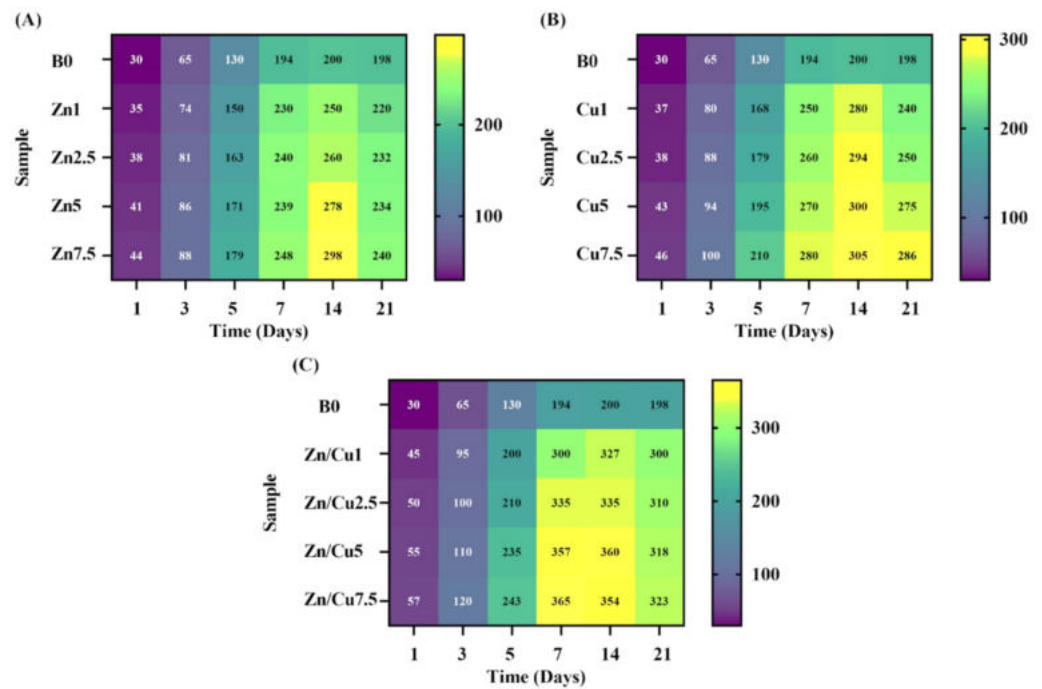 (A)
B0 30 65 130 194 200 198
Zn1 35 74 150 230 250 220
Zn2.5 38 81 163 240 260 232
Zn5 41 86 171 239 278 234
Zn7.5 44 88 179 248 298 240
1 3 5 7 14 21
Time (Days)
Sample
200
100
(B)
B0 30 65 130 194 200 198
Cu1 37 80 168 250 280 240
Cu2.5 38 88 179 260 294 250
Cu5 43 94 195 270 300 275
Cu7.5 46 100 210 280 305 286
1 3 5 7 14 21
Time (Days)
Sample
300
200
100
(C)
B0 30 65 130 194 200 198
Zn/Cu1 45 95 200 300 327 300
Zn/Cu2.5 50 100 210 335 335 310
Zn/Cu5 55 110 235 357 360 318
Zn/Cu7.5 57 120 243 365 354 323
1 3 5 7 14 21
Time (Days)
Sample
300
200
100